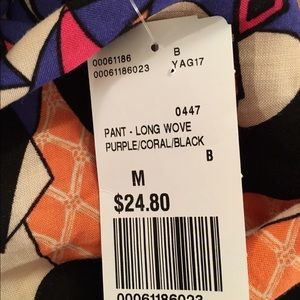 00061186 B
00061186023 YAG17
0447
PANT - LONG WOVE
PURPLE/CORAL/BLACK
B
M
$24.80
00061186023